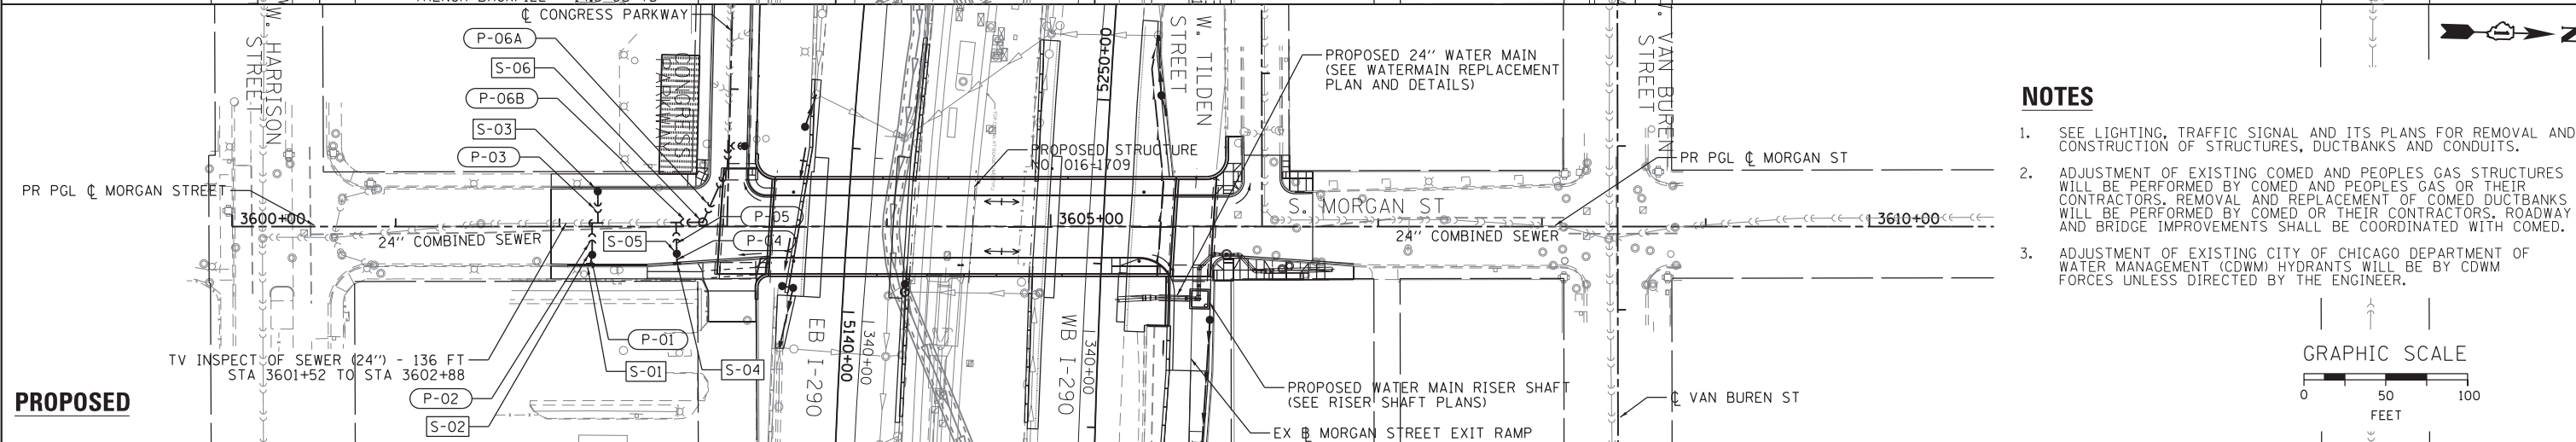 ℄ CONGRESS PARKWAY
P-06A
S-06
P-06B
S-03
P-03
PR PGL ℄ MORGAN STREET
3600+00
24" COMBINED SEWER
W. HARRISON
STREET
CONGRESS
PARKWAY
S-05
P-05
P-04
P-01
S-01
S-04
TV INSPECT OF SEWER (24") - 136 FT
STA 3601+52 TO STA 3602+88
P-02
S-02
PROPOSED
EB I-290
5140+00
340+00
WB I-290
340+00
5250+00
W. TILDEN
STREET
PROPOSED STRUCTURE
NO. 016-1709
3605+00
PROPOSED 24" WATER MAIN
(SEE WATERMAIN REPLACEMENT
PLAN AND DETAILS)
S. MORGAN ST
24" COMBINED SEWER
PR PGL ℄ MORGAN ST
3610+00
VAN BUREN
STREET
PROPOSED WATER MAIN RISER SHAFT
(SEE RISER SHAFT PLANS)
EX B MORGAN STREET EXIT RAMP
℄ VAN BUREN ST
N
NOTES
1. SEE LIGHTING, TRAFFIC SIGNAL AND ITS PLANS FOR REMOVAL AND
CONSTRUCTION OF STRUCTURES, DUCTBANKS AND CONDUITS.
2. ADJUSTMENT OF EXISTING COMED AND PEOPLES GAS STRUCTURES
WILL BE PERFORMED BY COMED AND PEOPLES GAS OR THEIR
CONTRACTORS. REMOVAL AND REPLACEMENT OF COMED DUCTBANKS
WILL BE PERFORMED BY COMED OR THEIR CONTRACTORS. ROADWAY
AND BRIDGE IMPROVEMENTS SHALL BE COORDINATED WITH COMED.
3. ADJUSTMENT OF EXISTING CITY OF CHICAGO DEPARTMENT OF
WATER MANAGEMENT (CDWM) HYDRANTS WILL BE BY CDWM
FORCES UNLESS DIRECTED BY THE ENGINEER.
GRAPHIC SCALE
0 50 100
FEET